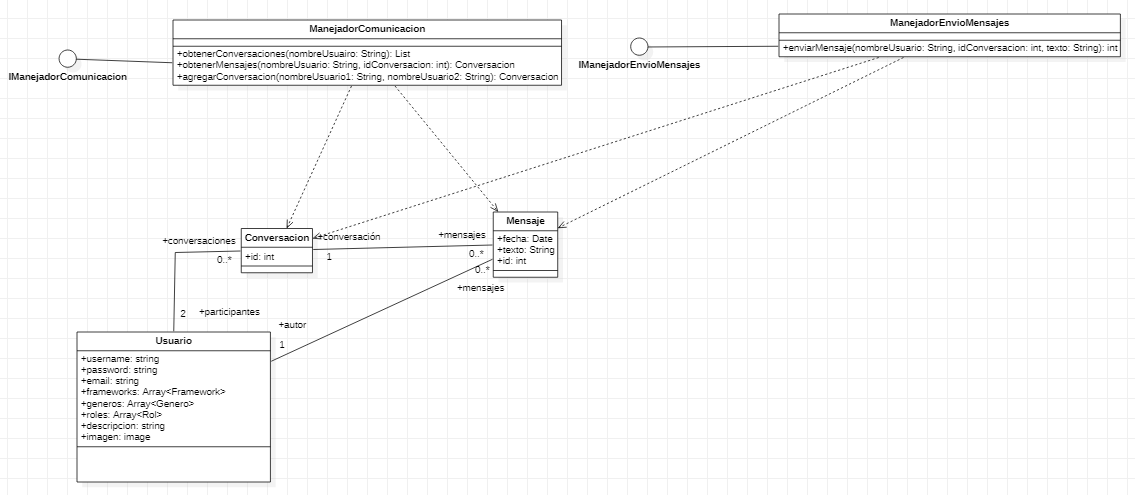 ManejadorComunicacion
+obtenerConversaciones(nombreUsuairo: String): List
+obtenerMensajes(nombreUsuario: String, idConversacion: int): Conversacion
+agregarConversacion(nombreUsuario1: String, nombreUsuario2: String): Conversacion
IManejadorComunicacion
ManejadorEnvioMensajes
+enviarMensaje(nombreUsuario: String, idConversacion: int, texto: String): int
IManejadorEnvioMensajes
Mensaje
+fecha: Date
+texto: String
+id: int
Conversacion
+id: int
+conversaciones
0..*
+conversación
1
+mensajes
0..*
0..*
+mensajes
2
+participantes
+autor
1
Usuario
+username: string
+password: string
+email: string
+frameworks: Array<Framework>
+generos: Array<Genero>
+roles: Array<Rol>
+descripcion: string
+imagen: image